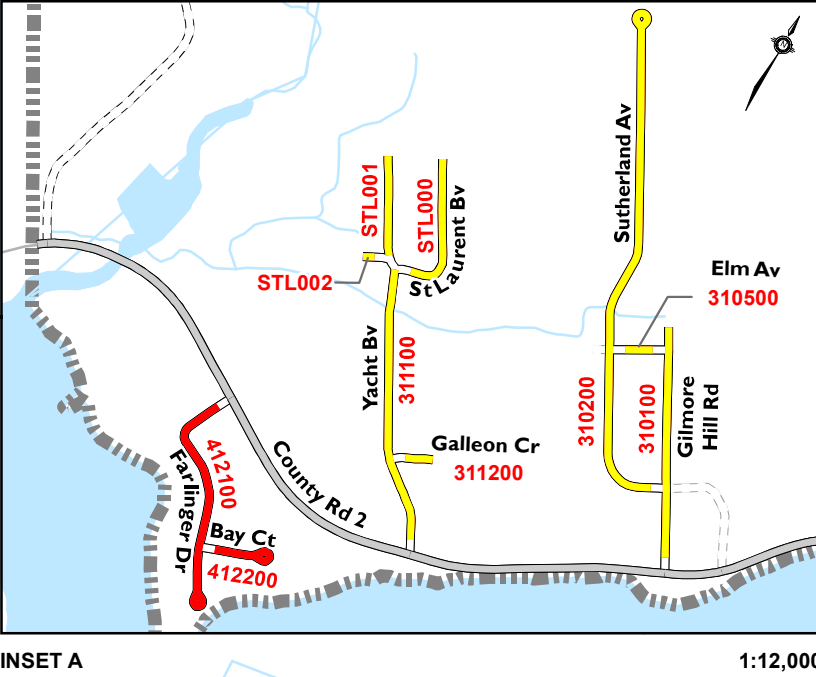 N
Sutherland Av
STL001
STL000
St Laurent Bv
STL002
Elm Av
310500
Yacht Bv
311100
310200
310100
Gilmore
Hill Rd
Galleon Cr
311200
412100
Farlinger Dr
County Rd 2
Bay Ct
412200
INSET A
1:12,000